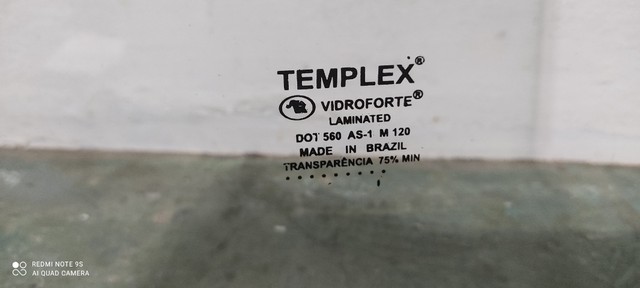 TEMPLEX®
VIDROFORTE®
LAMINATED
DOT 560 AS-1 M 120
MADE IN BRAZIL
TRANSPARÊNCIA 75% MIN
REDMI NOTE 9S
AI QUAD CAMERA